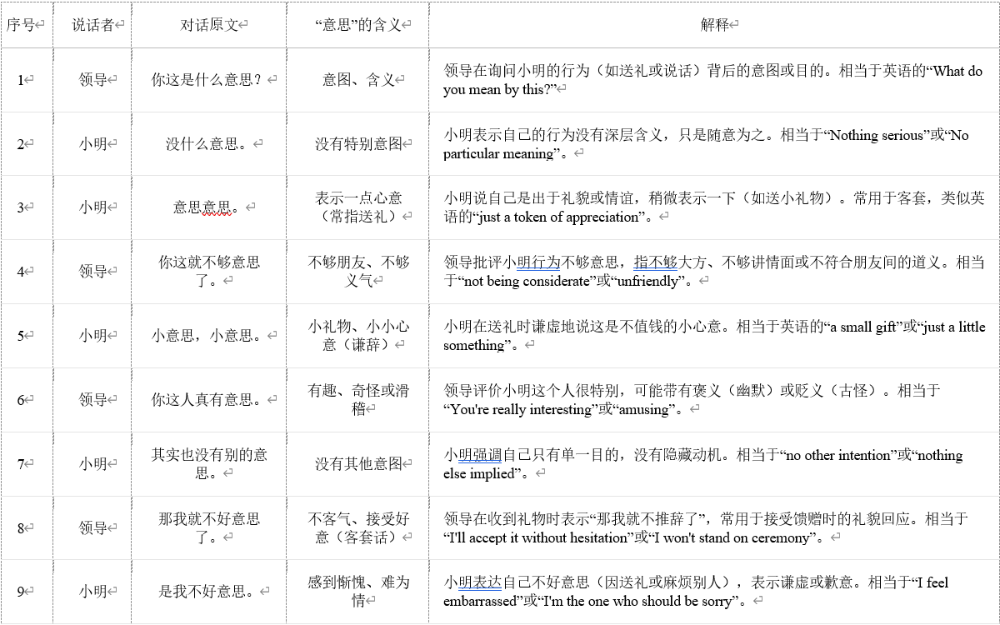 序号 说话者 对话原文 “意思”的含义 解释
1 领导 你这是什么意思？ 意图、含义 领导在询问小明的行为（如送礼或说话）背后的意图或目的。相当于英语的“What do
you mean by this?”
2 小明 没什么意思。 没有特别意图 小明表示自己的行为没有深层含义，只是随意为之。相当于“Nothing serious”或“No
particular meaning”。
3 小明 意思意思。 表示一点心意
（常指送礼） 小明说自己是出于礼貌或情谊，稍微表示一下（如送小礼物）。常用于客套，类似英
语的“just a token of appreciation”。
4 领导 你这就不够意思
了。 不够朋友、不够
义气 领导批评小明行为不够意思，指不够大方、不够讲情面或不符合朋友间的道义。相当
于“not being considerate”或“unfriendly”。
5 小明 小意思，小意思。 小礼物、小小心
意（谦辞） 小明在送礼时谦虚地说这是不值钱的小心意。相当于英语的“a small gift”或“just a little
something”。
6 领导 你这人真有意思。 有趣、奇怪或滑
稽 领导评价小明这个人很特别，可能带有褒义（幽默）或贬义（古怪）。相当于
“You're really interesting”或“amusing”。
7 小明 其实也没有别的意
思。 没有其他意图 小明强调自己只有单一目的，没有隐藏动机。相当于“no other intention”或“nothing
else implied”。
8 领导 那我就不好意思
了。 不客气、接受好
意（客套话） 领导在收到礼物时表示“那我就不推辞了”，常用于接受馈赠时的礼貌回应。相当于
“I'll accept it without hesitation”或“I won't stand on ceremony”。
9 小明 是我不好意思。 感到惭愧、难为
情 小明表达自己不好意思（因送礼或麻烦别人），表示谦虚或歉意。相当于“I feel
embarrassed”或“I'm the one who should be sorry”。